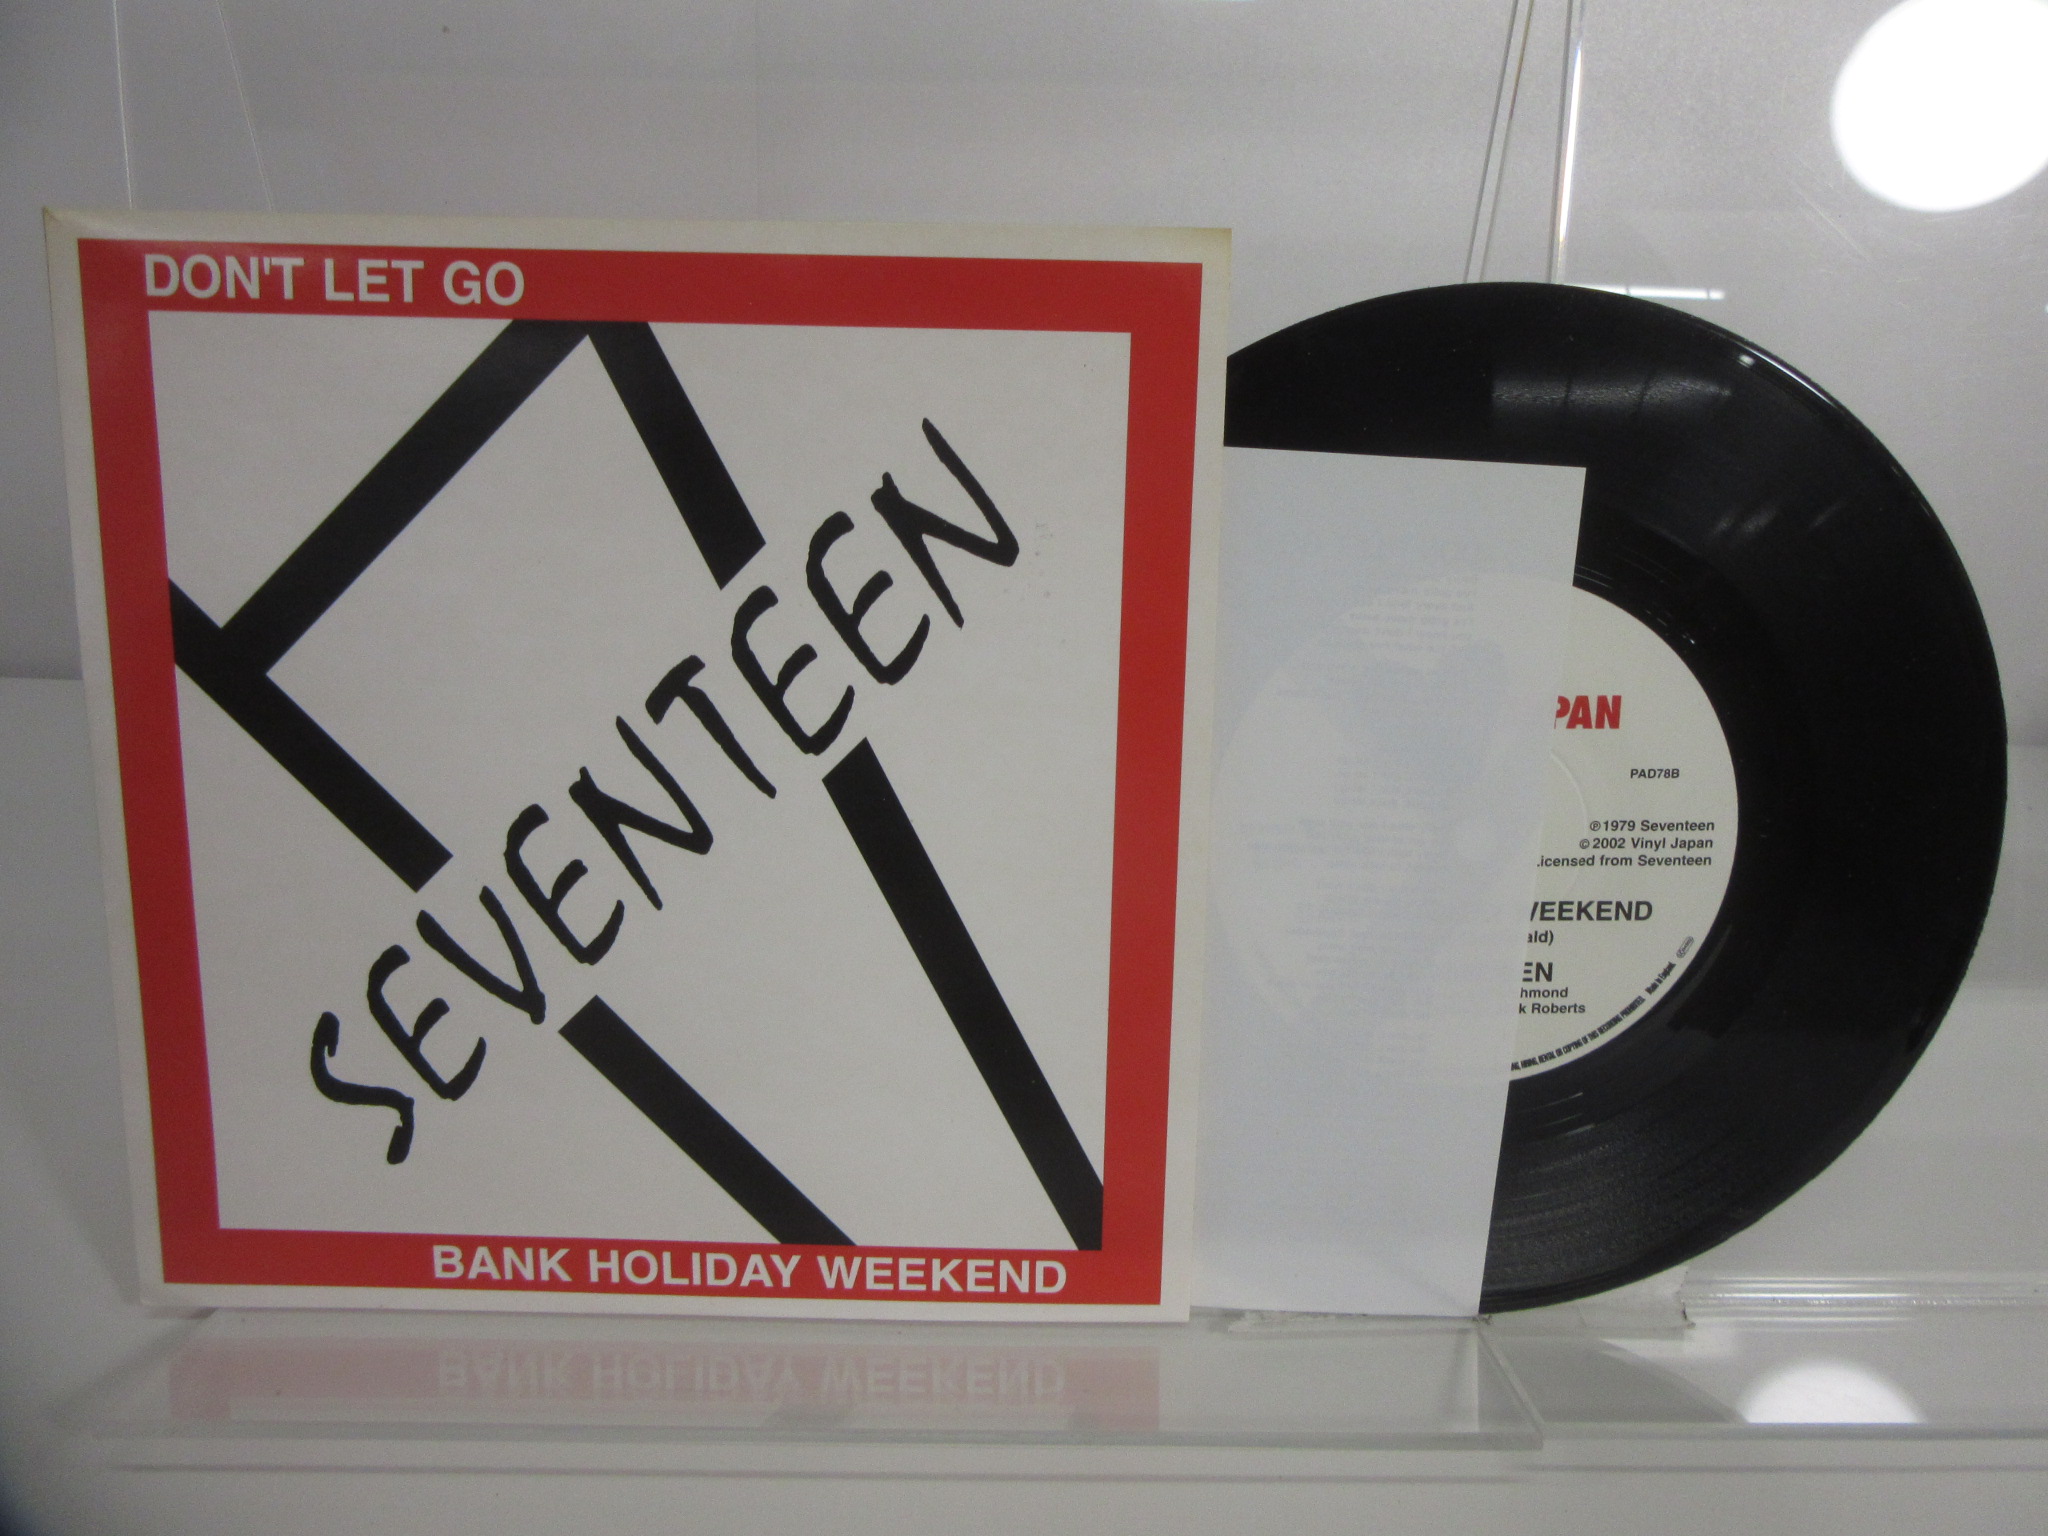 DON'T LET GO
SEVENTEEN
BANK HOLIDAY WEEKEND
PAN
PAD78B
℗1979 Seventeen
©2002 Vinyl Japan
Licensed from Seventeen
WEEKEND
ald)
EN
hmond
k Roberts